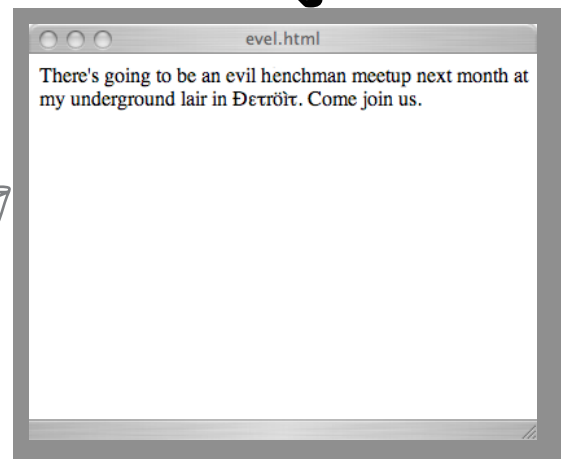 evel.html
There's going to be an evil henchman meetup next month at
my underground lair in Ðετröìτ. Come join us.